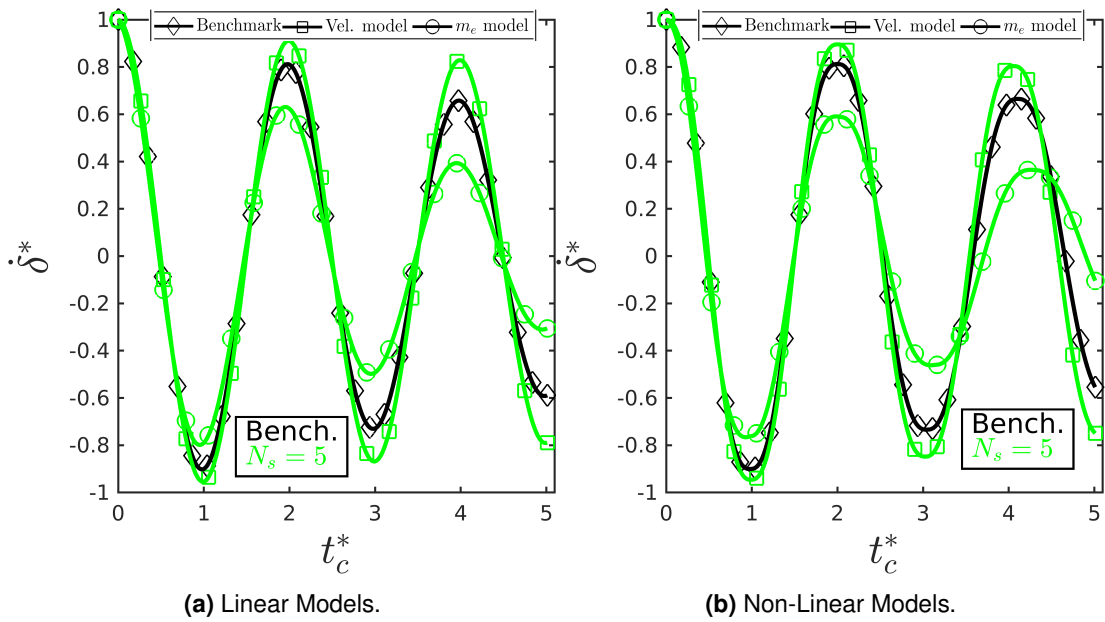 Benchmark Vel. model m_e model
1
0.8
0.6
0.4
0.2
0
-0.2
-0.4
-0.6
-0.8
-1
δ̇*
Bench.
N_s = 5
0 1 2 3 4 5
t_c^*
(a) Linear Models.
Benchmark Vel. model m_e model
1
0.8
0.6
0.4
0.2
0
-0.2
-0.4
-0.6
-0.8
-1
δ̇*
Bench.
N_s = 5
0 1 2 3 4 5
t_c^*
(b) Non-Linear Models.